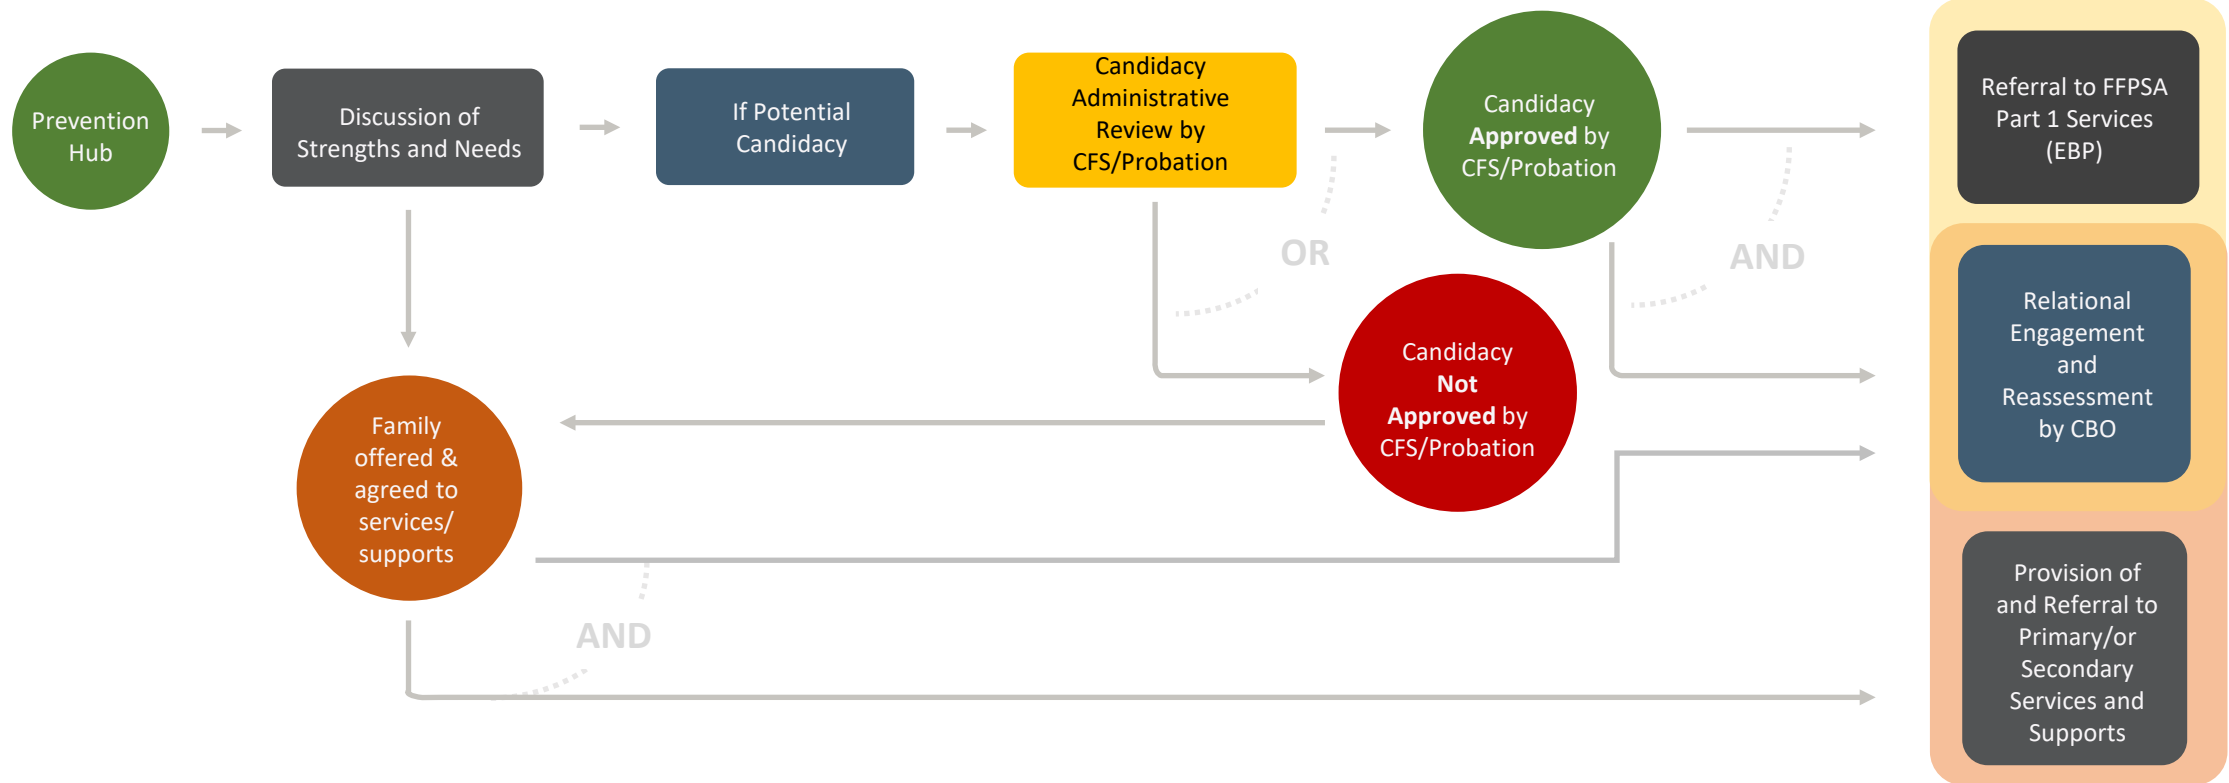 Prevention
Hub
Discussion of
Strengths and Needs
If Potential
Candidacy
Candidacy
Administrative
Review by
CFS/Probation
Candidacy
Approved by
CFS/Probation
Referral to FFPSA
Part 1 Services
(EBP)
OR
AND
Candidacy
Not
Approved by
CFS/Probation
Relational
Engagement
and
Reassessment
by CBO
Family
offered &
agreed to
services/
supports
AND
Provision of
and Referral to
Primary/or
Secondary
Services and
Supports